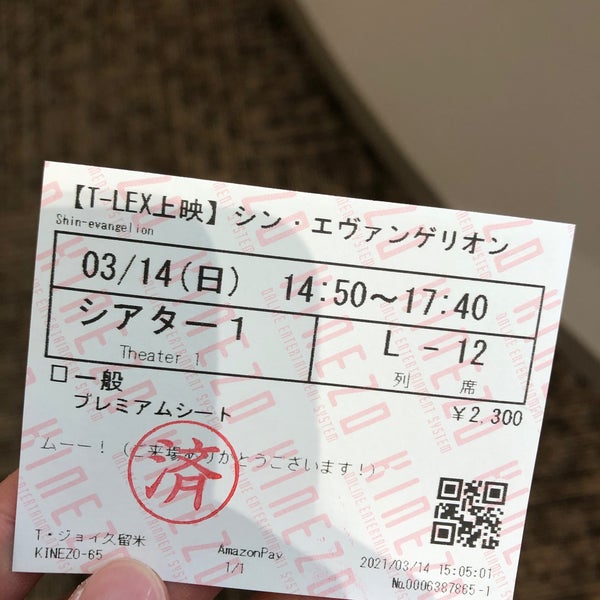 【T-LEX上映】シン・エヴァンゲリオン
Shin-evangelion
03/14(日) 14:50～17:40
シアター1
Theater 1
L - 12
列 席
□一般
プレミアムシート
¥2,300
ムーー！(ご来場ありがとうございます！)
済
T・ジョイ久留米
KINEZO-65
AmazonPay
1/1
2021/03/14 15:05:01
No.0006387865-1
KINEZO
ONLINE ENTERTAINMENT SYSTEM